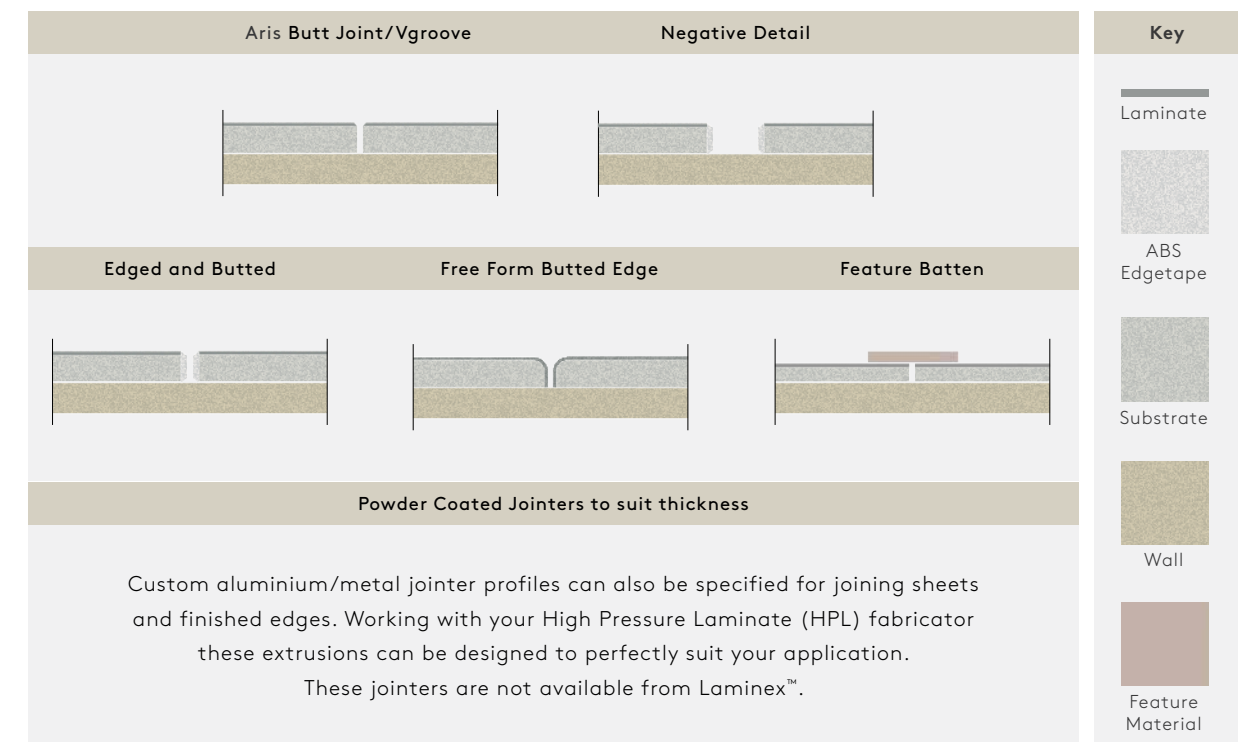 Aris Butt Joint/Vgroove
Negative Detail
Edged and Butted
Free Form Butted Edge
Feature Batten
Powder Coated Jointers to suit thickness
Custom aluminium/metal jointer profiles can also be specified for joining sheets
and finished edges. Working with your High Pressure Laminate (HPL) fabricator
these extrusions can be designed to perfectly suit your application.
These jointers are not available from Laminex™.
Key
Laminate
ABS
Edgetape
Substrate
Wall
Feature
Material